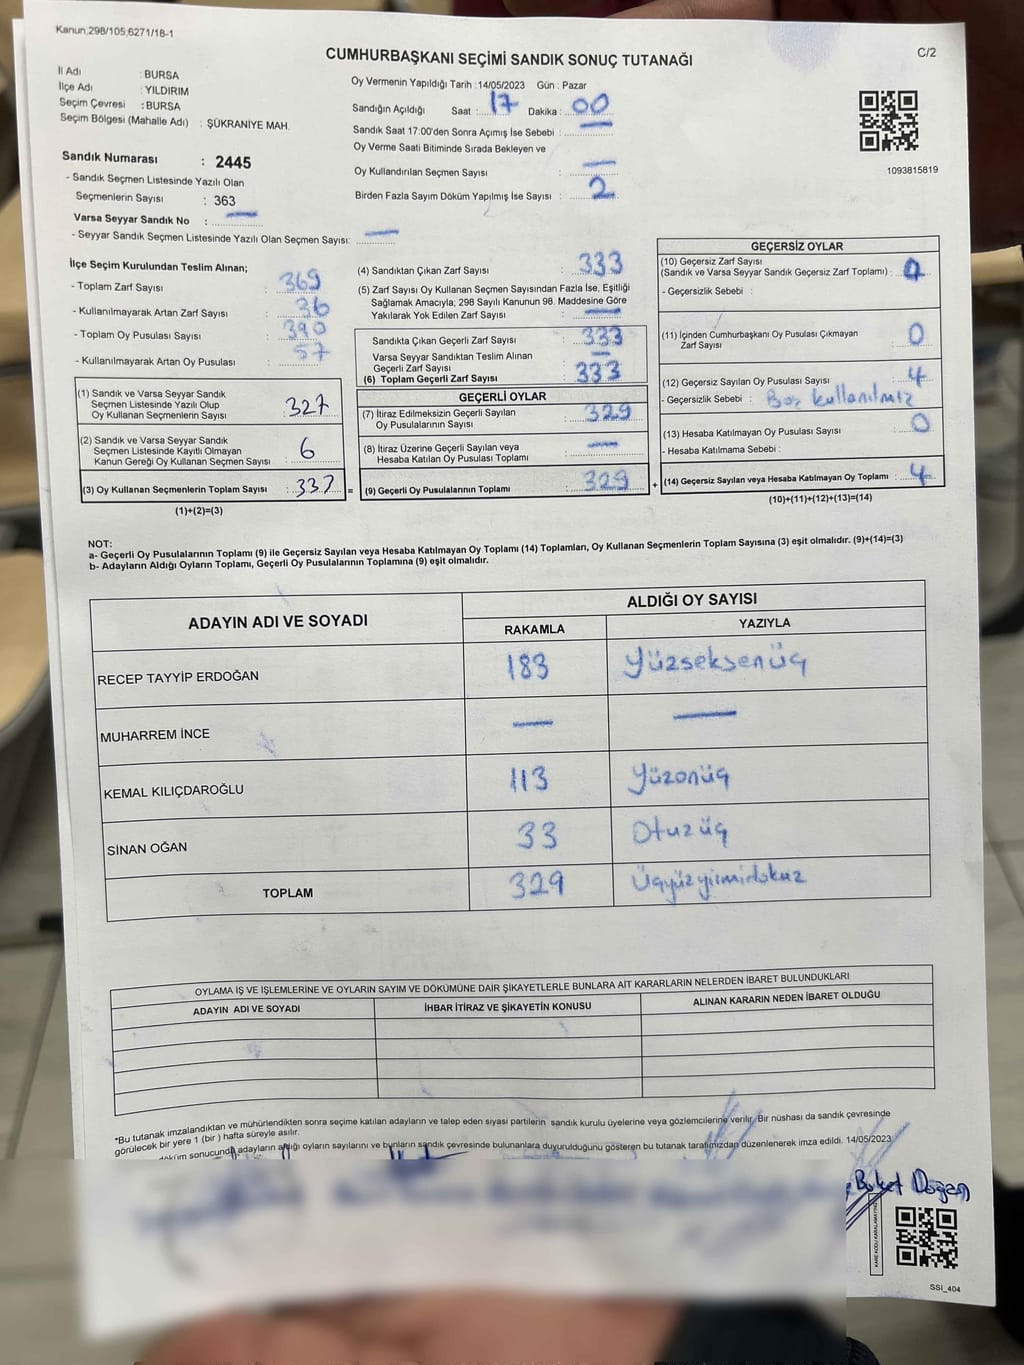 Kanun;298/105;6271/18-1
CUMHURBAŞKANI SEÇİMİ SANDIK SONUÇ TUTANAĞI
C/2
İl Adı : BURSA
İlçe Adı : YILDIRIM
Seçim Çevresi : BURSA
Seçim Bölgesi (Mahalle Adı) : ŞÜKRANİYE MAH.
Oy Vermenin Yapıldığı Tarih : 14/05/2023 Gün : Pazar
Sandığın Açıldığı Saat : 17 Dakika : 00
Sandık Saat 17:00'den Sonra Açımış İse Sebebi : —
Oy Verme Saati Bitiminde Sırada Bekleyen ve
Oy Kullandırılan Seçmen Sayısı : —
Birden Fazla Sayım Döküm Yapılmış İse Sayısı : 2
1093815819
Sandık Numarası : 2445
- Sandık Seçmen Listesinde Yazılı Olan
Seçmenlerin Sayısı : 363
Varsa Seyyar Sandık No : —
- Seyyar Sandık Seçmen Listesinde Yazılı Olan Seçmen Sayısı: —
İlçe Seçim Kurulundan Teslim Alınan;
- Toplam Zarf Sayısı : 369
- Kullanılmayarak Artan Zarf Sayısı : 36
- Toplam Oy Pusulası Sayısı : 390
- Kullanılmayarak Artan Oy Pusulası : 57
(1) Sandık ve Varsa Seyyar Sandık
Seçmen Listesinde Yazılı Olup
Oy Kullanan Seçmenlerin Sayısı : 327
(2) Sandık ve Varsa Seyyar Sandık
Seçmen Listesinde Kayıtlı Olmayan
Kanun Gereği Oy Kullanan Seçmen Sayısı : 6
(3) Oy Kullanan Seçmenlerin Toplam Sayısı : 333 =
(1)+(2)=(3)
(4) Sandıktan Çıkan Zarf Sayısı : 333
(5) Zarf Sayısı Oy Kullanan Seçmen Sayısından Fazla İse, Eşitliği
Sağlamak Amacıyla; 298 Sayılı Kanunun 98. Maddesine Göre
Yakılarak Yok Edilen Zarf Sayısı : —
Sandıkta Çıkan Geçerli Zarf Sayısı : 333
Varsa Seyyar Sandıktan Teslim Alınan
Geçerli Zarf Sayısı : —
(6) Toplam Geçerli Zarf Sayısı : 333
GEÇERLİ OYLAR
(7) İtiraz Edilmeksizin Geçerli Sayılan
Oy Pusulalarının Sayısı : 329
(8) İtiraz Üzerine Geçerli Sayılan veya
Hesaba Katılan Oy Pusulası Toplamı : —
(9) Geçerli Oy Pusulalarının Toplamı : 329 +
GEÇERSİZ OYLAR
(10) Geçersiz Zarf Sayısı
(Sandık ve Varsa Seyyar Sandık Geçersiz Zarf Toplamı) : 0
- Geçersizlik Sebebi :
(11) İçinden Cumhurbaşkanı Oy Pusulası Çıkmayan
Zarf Sayısı : 0
(12) Geçersiz Sayılan Oy Pusulası Sayısı : 4
- Geçersizlik Sebebi : Boş kullanılmız
(13) Hesaba Katılmayan Oy Pusulası Sayısı : 0
- Hesaba Katılmama Sebebi :
(14) Geçersiz Sayılan veya Hesaba Katılmayan Oy Toplamı : 4
(10)+(11)+(12)+(13)=(14)
NOT:
a- Geçerli Oy Pusulalarının Toplamı (9) ile Geçersiz Sayılan veya Hesaba Katılmayan Oy Toplamı (14) Toplamları, Oy Kullanan Seçmenlerin Toplam Sayısına (3) eşit olmalıdır. (9)+(14)=(3)
b- Adayların Aldığı Oyların Toplamı, Geçerli Oy Pusulalarının Toplamına (9) eşit olmalıdır.
ADAYIN ADI VE SOYADI
ALDIĞI OY SAYISI
RAKAMLA YAZIYLA
RECEP TAYYİP ERDOĞAN 183 Yüzseksenüç
MUHARREM İNCE — —
KEMAL KILIÇDAROĞLU 113 Yüzonüç
SİNAN OĞAN 33 Otuzüç
TOPLAM 329 Üçyüzyirmidokuz
OYLAMA İŞ VE İŞLEMLERİNE VE OYLARIN SAYIM VE DÖKÜMÜNE DAİR ŞİKAYETLERLE BUNLARA AİT KARARLARIN NELERDEN İBARET BULUNDUKLARI
ADAYIN ADI VE SOYADI İHBAR İTİRAZ VE ŞİKAYETİN KONUSU ALINAN KARARIN NEDEN İBARET OLDUĞU
*Bu tutanak imzalandıktan ve mühürlendikten sonra seçime katılan adayların ve talep eden siyasi partilerin sandık kurulu üyelerine veya gözlemcilerine verilir. Bir nüshası da sandık çevresinde
görülecek bir yere 1 (bir ) hafta süreyle asılır.
döküm sonucunda adayların aldığı oyların sayılarını ve bunların sandık çevresinde bulunanlara duyurulduğunu gösteren bu tutanak tarafımızdan düzenlenerek imza edildi. 14/05/2023
Doğan
KARE KODU KARALAMAYINIZ
SSI_404